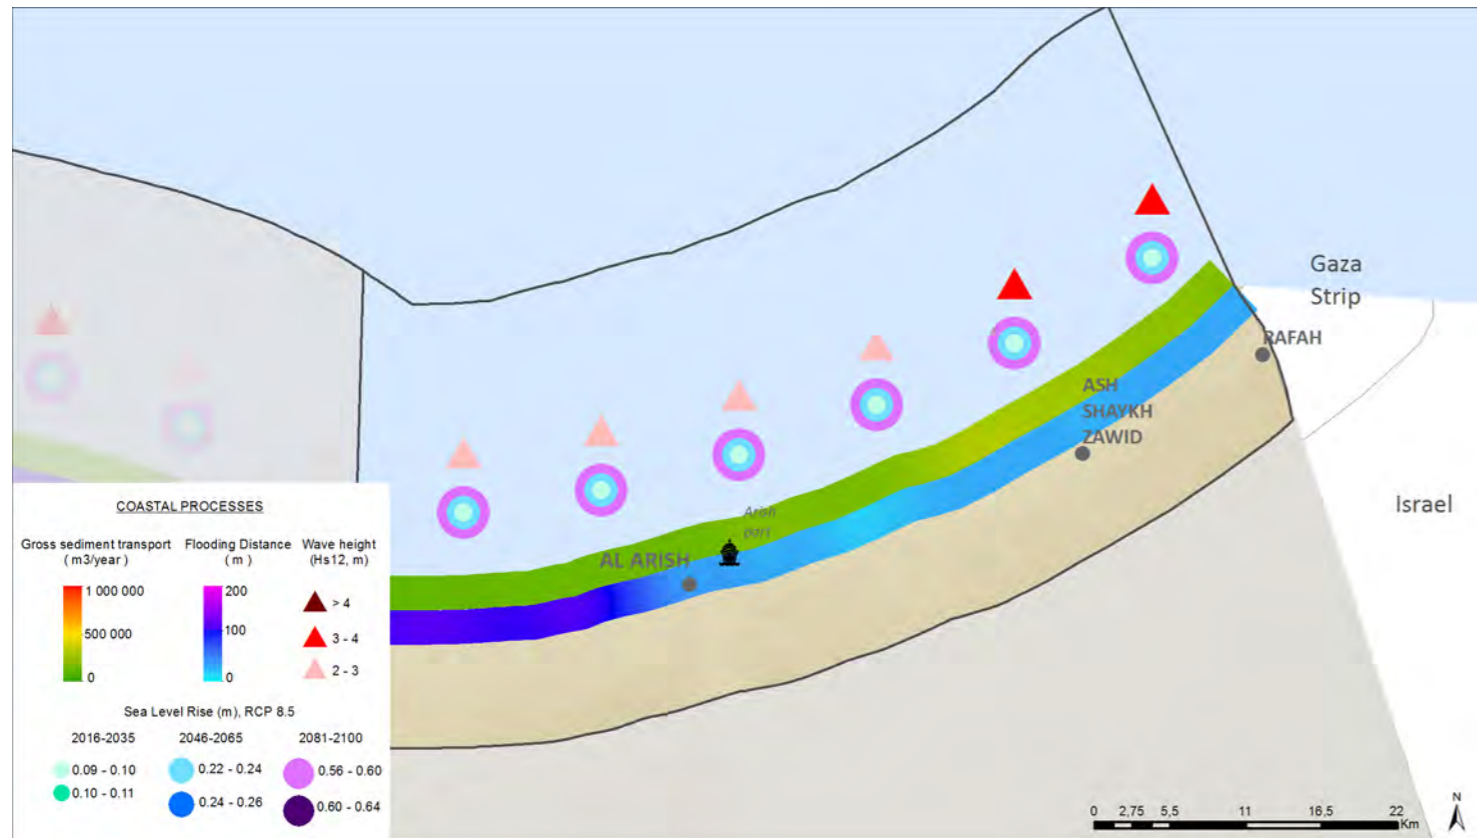 Gaza
Strip
RAFAH
ASH
SHAYKH
ZAWID
Israel
Arish
AL ARISH
COASTAL PROCESSES
Gross sediment transport
( m3/year )
1 000 000
500 000
0
Flooding Distance
( m )
200
100
0
Wave height
(Hs12, m)
> 4
3 - 4
2 - 3
Sea Level Rise (m), RCP 8.5
2016-2035
0.09 - 0.10
0.10 - 0.11
2046-2065
0.22 - 0.24
0.24 - 0.26
2081-2100
0.56 - 0.60
0.60 - 0.64
0 2,75 5,5 11 16,5 22
Km
N